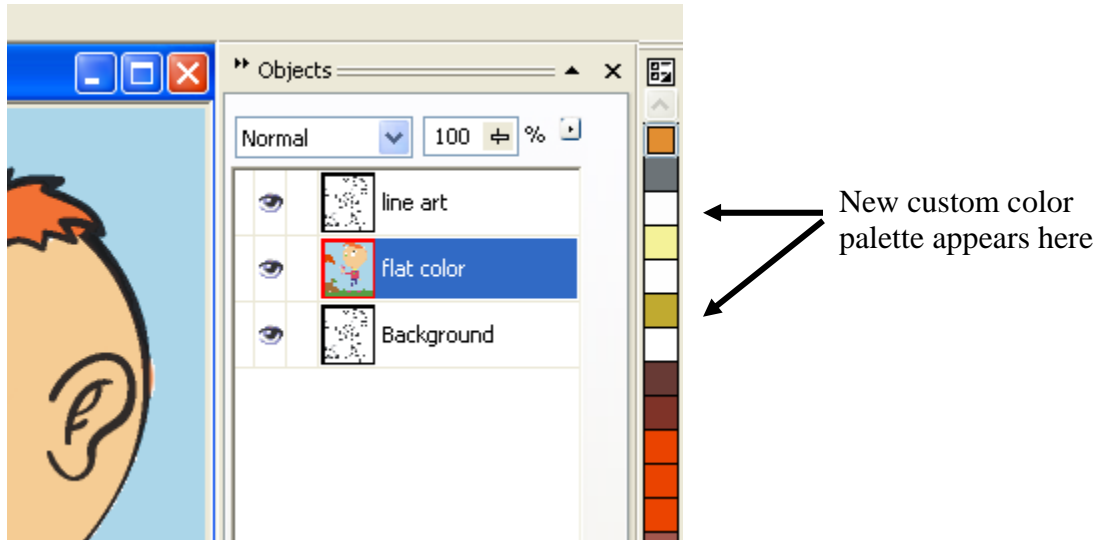 Objects
Normal
100 %
line art
flat color
Background
New custom color
palette appears here